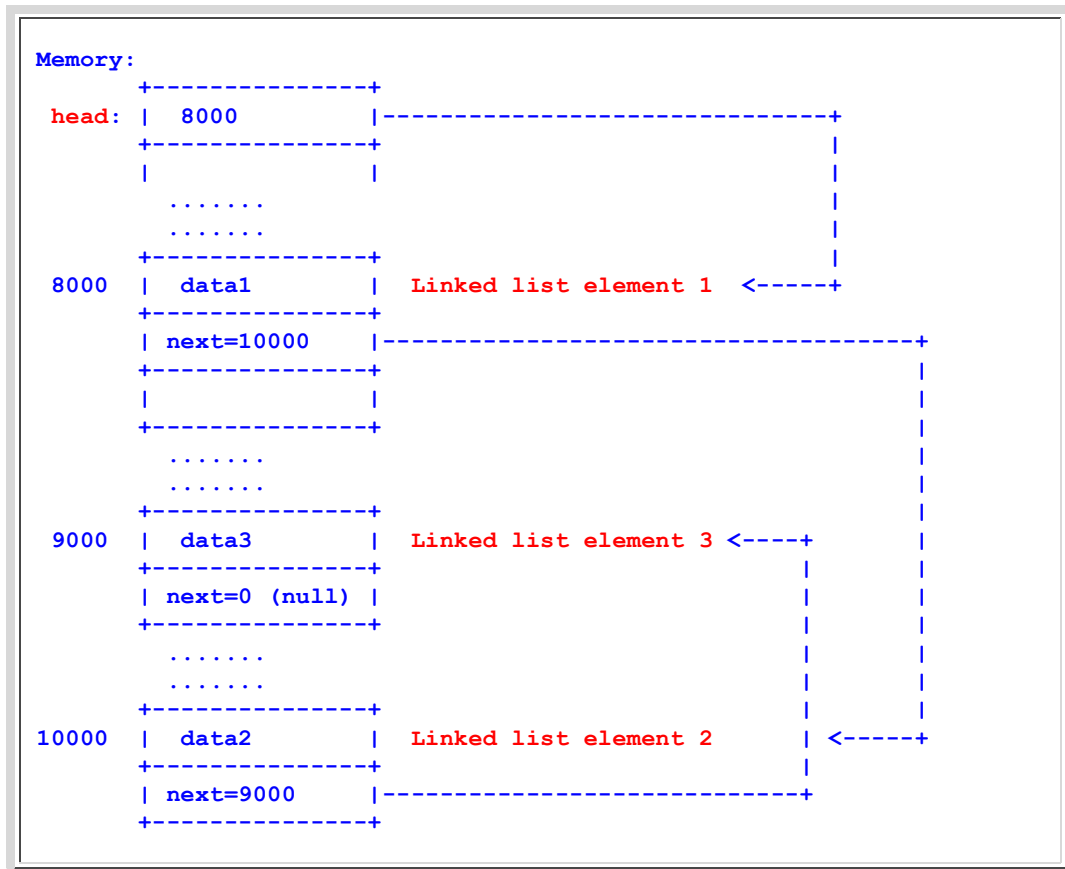 Memory:
+----------------+
head: | 8000 |-------------------------------+
+----------------+ |
| | |
....... |
....... |
+----------------+ |
8000 | data1 | Linked list element 1 <-----+
+----------------+
| next=10000 |-------------------------------------+
+----------------+ |
| | |
+----------------+ |
....... |
....... |
+----------------+ |
9000 | data3 | Linked list element 3 <----+ |
+----------------+ | |
| next=0 (null) | | |
+----------------+ | |
....... | |
....... | |
+----------------+ | |
10000 | data2 | Linked list element 2 | <-----+
+----------------+ |
| next=9000 |-----------------------------+
+----------------+